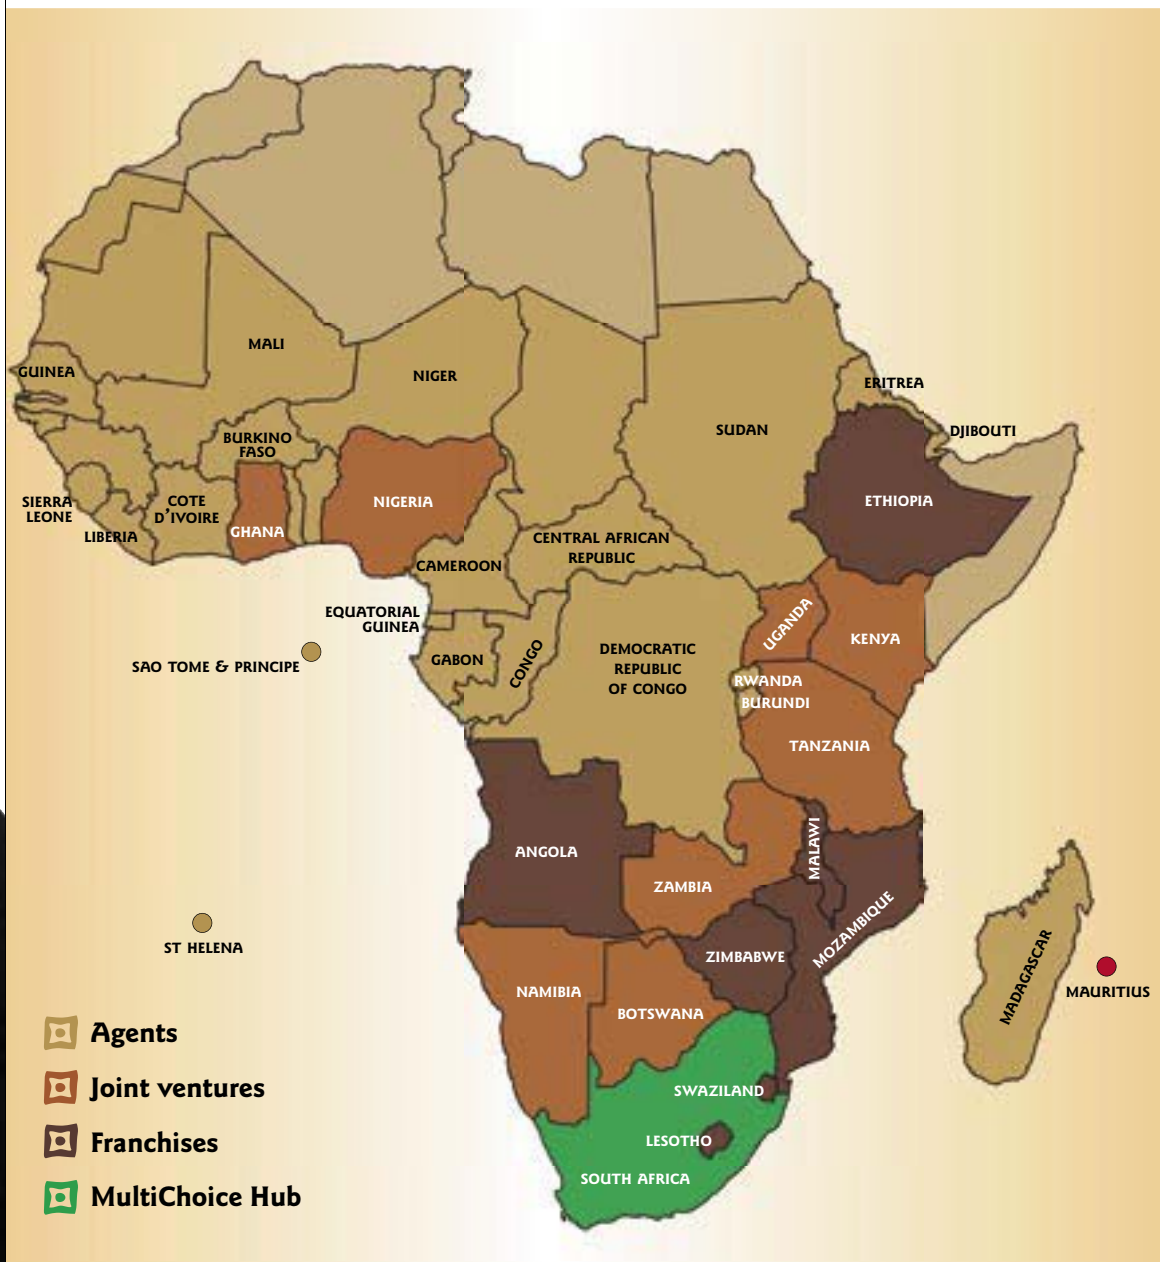 MALI
GUINEA
NIGER
ERITREA
SUDAN
DJIBOUTI
BURKINO
FASO
SIERRA
LEONE
COTE
D'IVOIRE
NIGERIA
ETHIOPIA
LIBERIA
GHANA
CENTRAL AFRICAN
REPUBLIC
CAMEROON
EQUATORIAL
GUINEA
UGANDA
KENYA
SAO TOME & PRINCIPE
GABON
CONGO
DEMOCRATIC
REPUBLIC
OF CONGO
RWANDA
BURUNDI
TANZANIA
ANGOLA
MALAWI
ZAMBIA
MOZAMBIQUE
ST HELENA
ZIMBABWE
MADAGASCAR
MAURITIUS
NAMIBIA
BOTSWANA
SWAZILAND
LESOTHO
SOUTH AFRICA
Agents
Joint ventures
Franchises
MultiChoice Hub